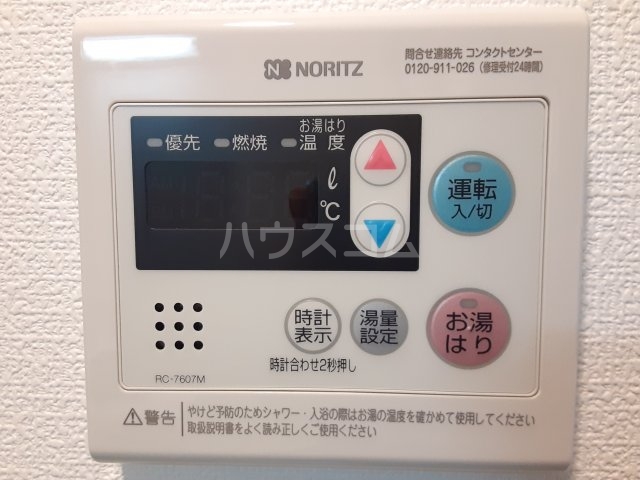 NORITZ
問合せ連絡先 コンタクトセンター
0120-911-026 (修理受付24時間)
優先 燃焼 お湯はり温度
ℓ
℃
運転
入/切
ハウスコム
時計
表示
湯量
設定
お湯
はり
時計合わせ2秒押し
RC-7607M
警告
やけど予防のためシャワー・入浴の際はお湯の温度を確かめて使用してください
取扱説明書をよく読み正しくご使用ください